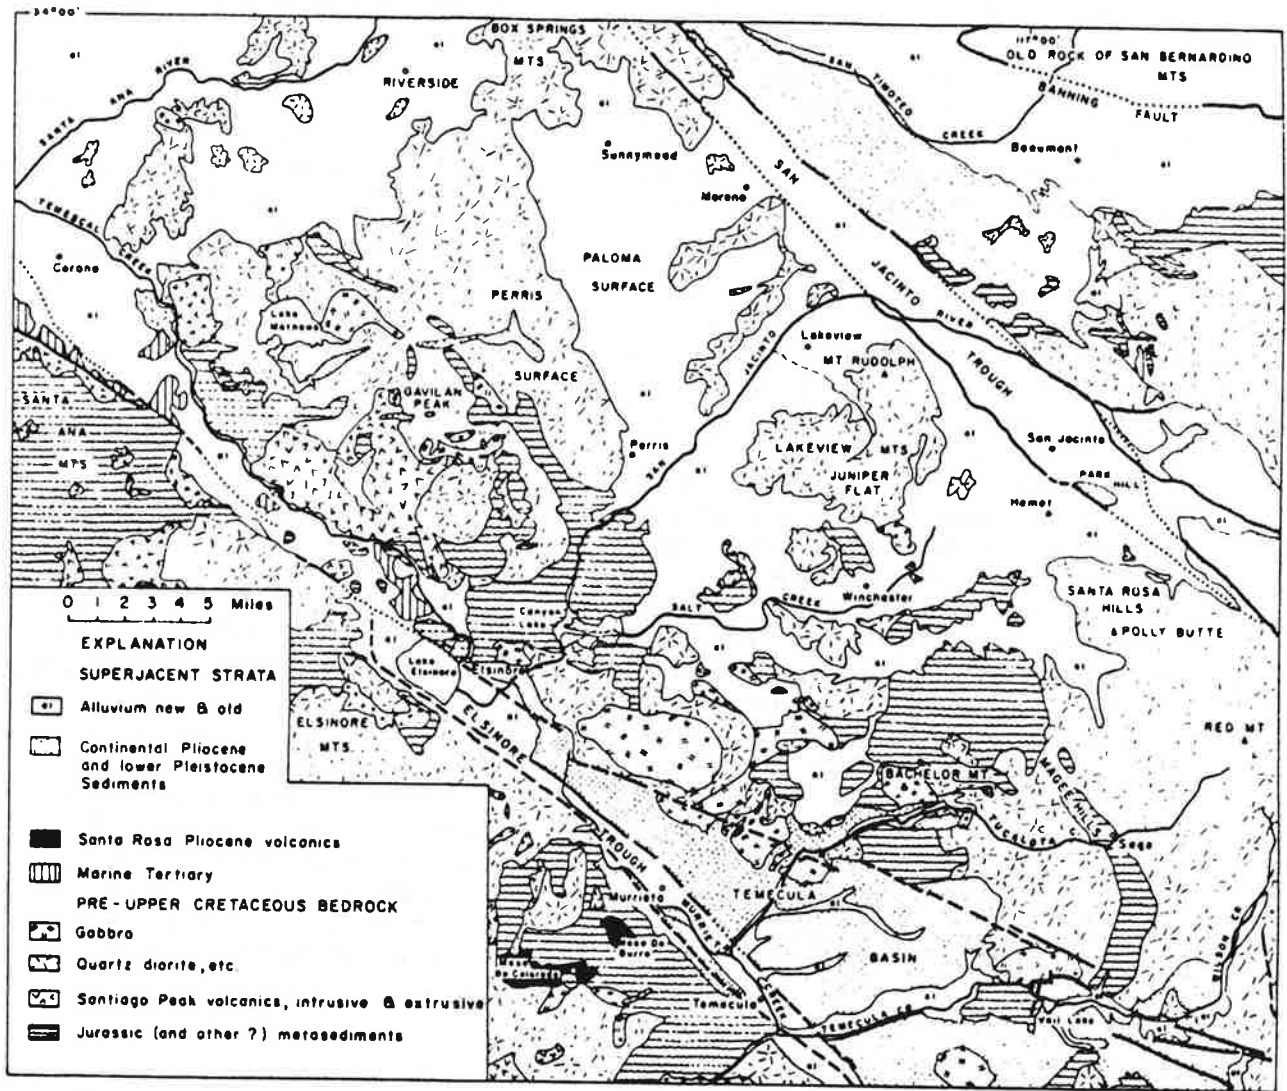 34°00'
117°00'
BOX SPRINGS
MTS
OLD ROCK OF SAN BERNARDINO
MTS
BANNING
FAULT
SANTA ANA RIVER
RIVERSIDE
SAN TIMOTEO
CREEK
Beaumont
Sunnymead
Moreno
SAN
JACINTO
TROUGH
RIVER
TEMESCAL
CREEK
Corona
PALOMA
SURFACE
PERRIS
SURFACE
Lake
Mathews
GAVILAN
PEAK
SANTA
ANA
MTS
Lakeview
MT RUDOLPH
SAN JACINTO
Perris
LAKEVIEW
MTS
JUNIPER
FLAT
San Jacinto
PARK HILL
Hemet
SANTA ROSA
HILLS
& POLLY BUTTE
Winchester
SALT
CREEK
Canyon
Lake
Lake
Elsinore
Elsinore
ELSINORE
MTS.
ELSINORE
TROUGH
RED MT
BACHELOR MT
MAGEE HILLS
TUCALOTA C.
Sage
Murrieta
MURRIETA
CREEK
TEMECULA
BASIN
Mesa De
Burro
Mesa
De Colorado
Temecula
TEMECULA CR.
Vail Lake
WILSON CR
0 1 2 3 4 5 Miles
EXPLANATION
SUPERJACENT STRATA
al Alluvium new & old
Continental Pliocene
and lower Pleistocene
Sediments
Santa Rosa Pliocene volcanics
Marine Tertiary
PRE-UPPER CRETACEOUS BEDROCK
Gabbro
Quartz diorite, etc.
Santiago Peak volcanics, intrusive & extrusive
Jurassic (and other ?) metasediments